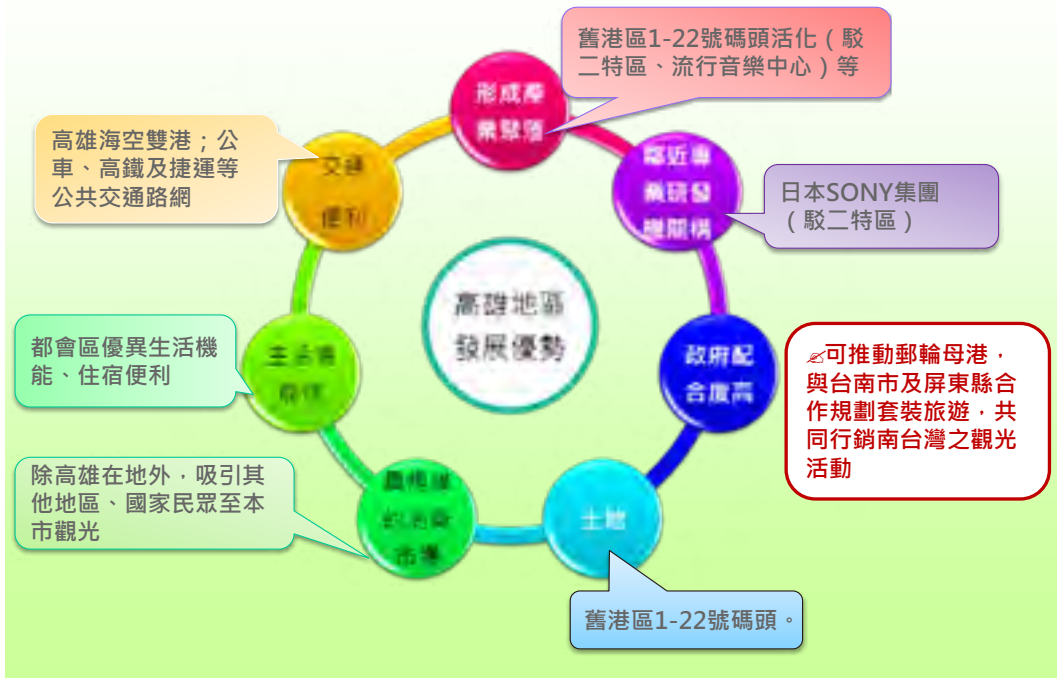 舊港區1-22號碼頭活化（駁
二特區、流行音樂中心）等
形成產
業聚落
高雄海空雙港；公
車、高鐵及捷運等
公共交通路網
交通
便利
鄰近專
業研發
機關構
日本SONY集團
（駁二特區）
高雄地區
發展優勢
都會區優異生活機
能、住宿便利
生活機
政府配
合度高
✍可推動郵輪母港，
與台南市及屏東縣合
作規劃套裝旅遊，共
同行銷南台灣之觀光
活動
除高雄在地外，吸引其
他地區、國家民眾至本
市觀光
市場
土地
舊港區1-22號碼頭。